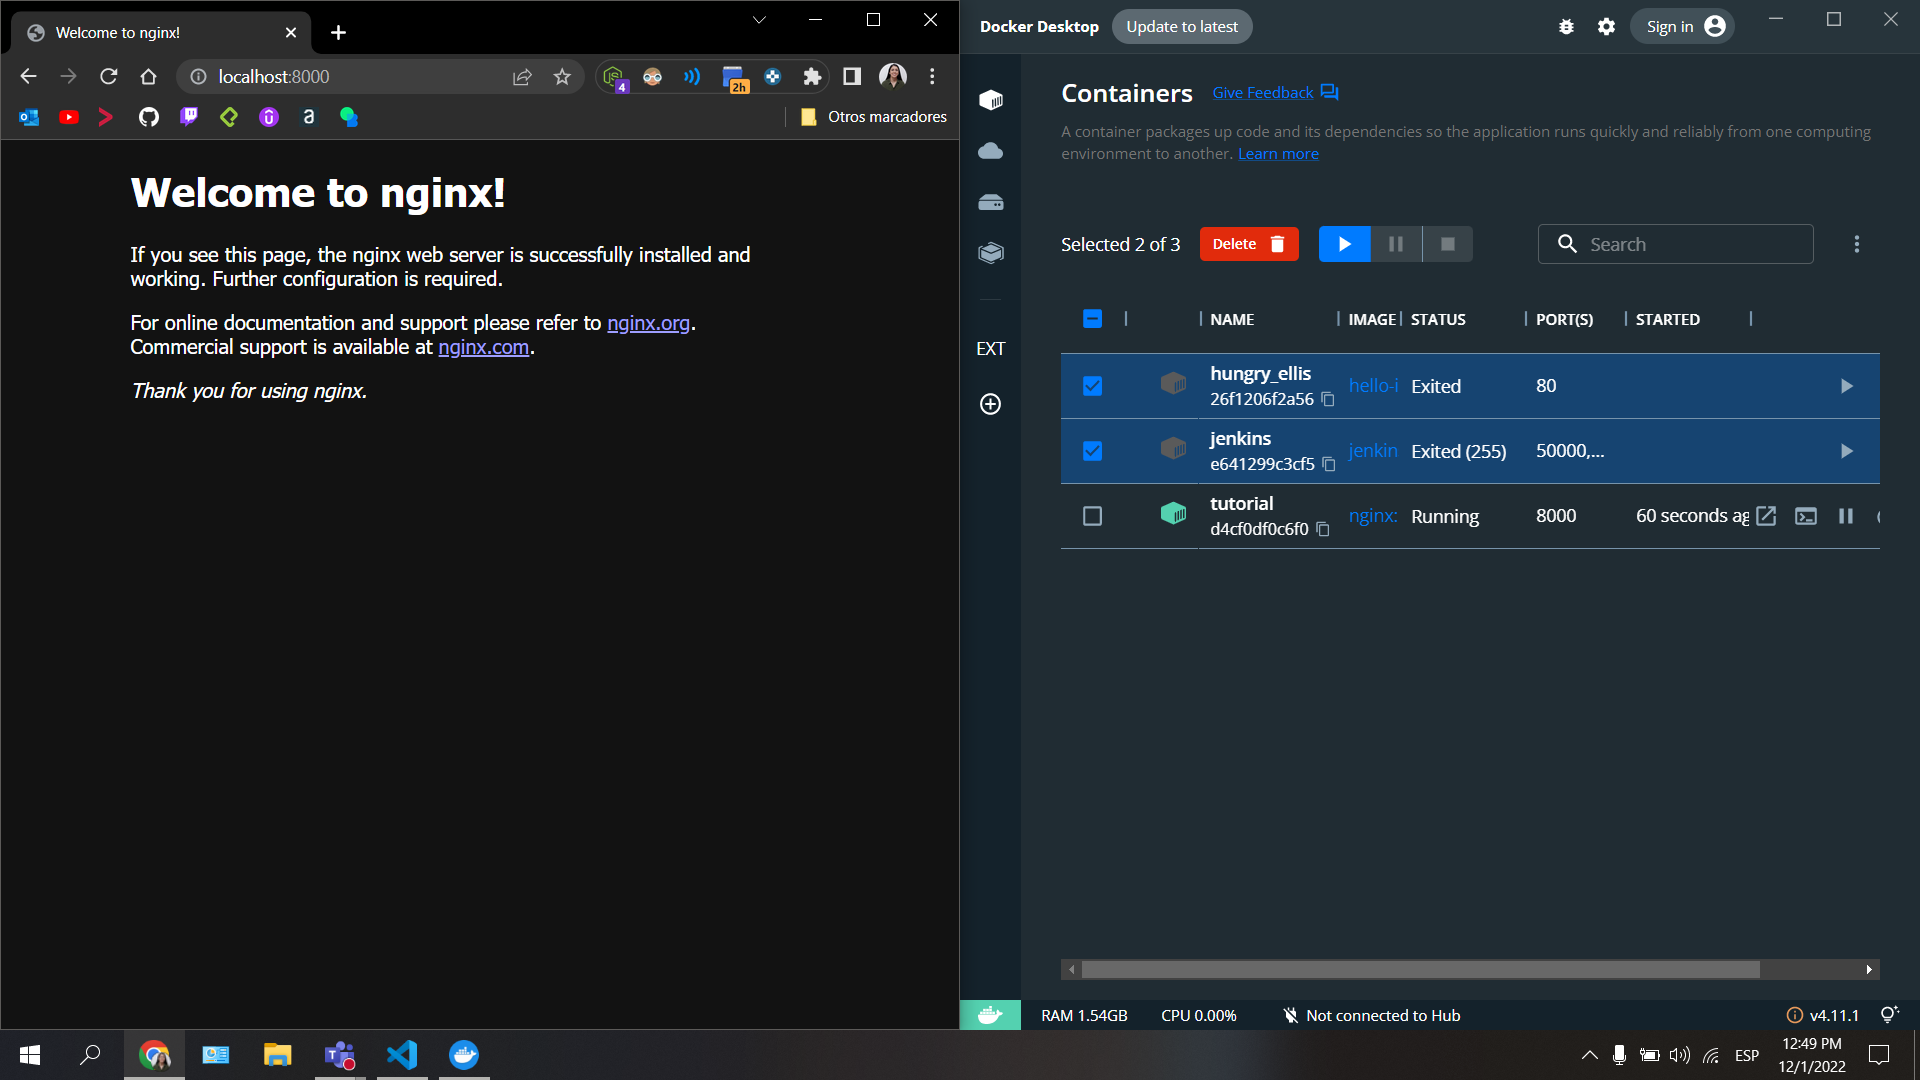 Welcome to nginx!
localhost:8000
4
2h
Otros marcadores
Welcome to nginx!
If you see this page, the nginx web server is successfully installed and
working. Further configuration is required.
For online documentation and support please refer to nginx.org.
Commercial support is available at nginx.com.
Thank you for using nginx.
Docker Desktop
Update to latest
Sign in
Containers
Give Feedback
A container packages up code and its dependencies so the application runs quickly and reliably from one computing
environment to another. Learn more
Selected 2 of 3
Delete
Search
NAME IMAGE STATUS PORT(S) STARTED
EXT
hungry_ellis
26f1206f2a56
hello-i
Exited
80
jenkins
e641299c3cf5
jenkin
Exited (255)
50000,...
tutorial
d4cf0df0c6f0
nginx:
Running
8000
60 seconds ag
RAM 1.54GB
CPU 0.00%
Not connected to Hub
v4.11.1
ESP
12:49 PM
12/1/2022